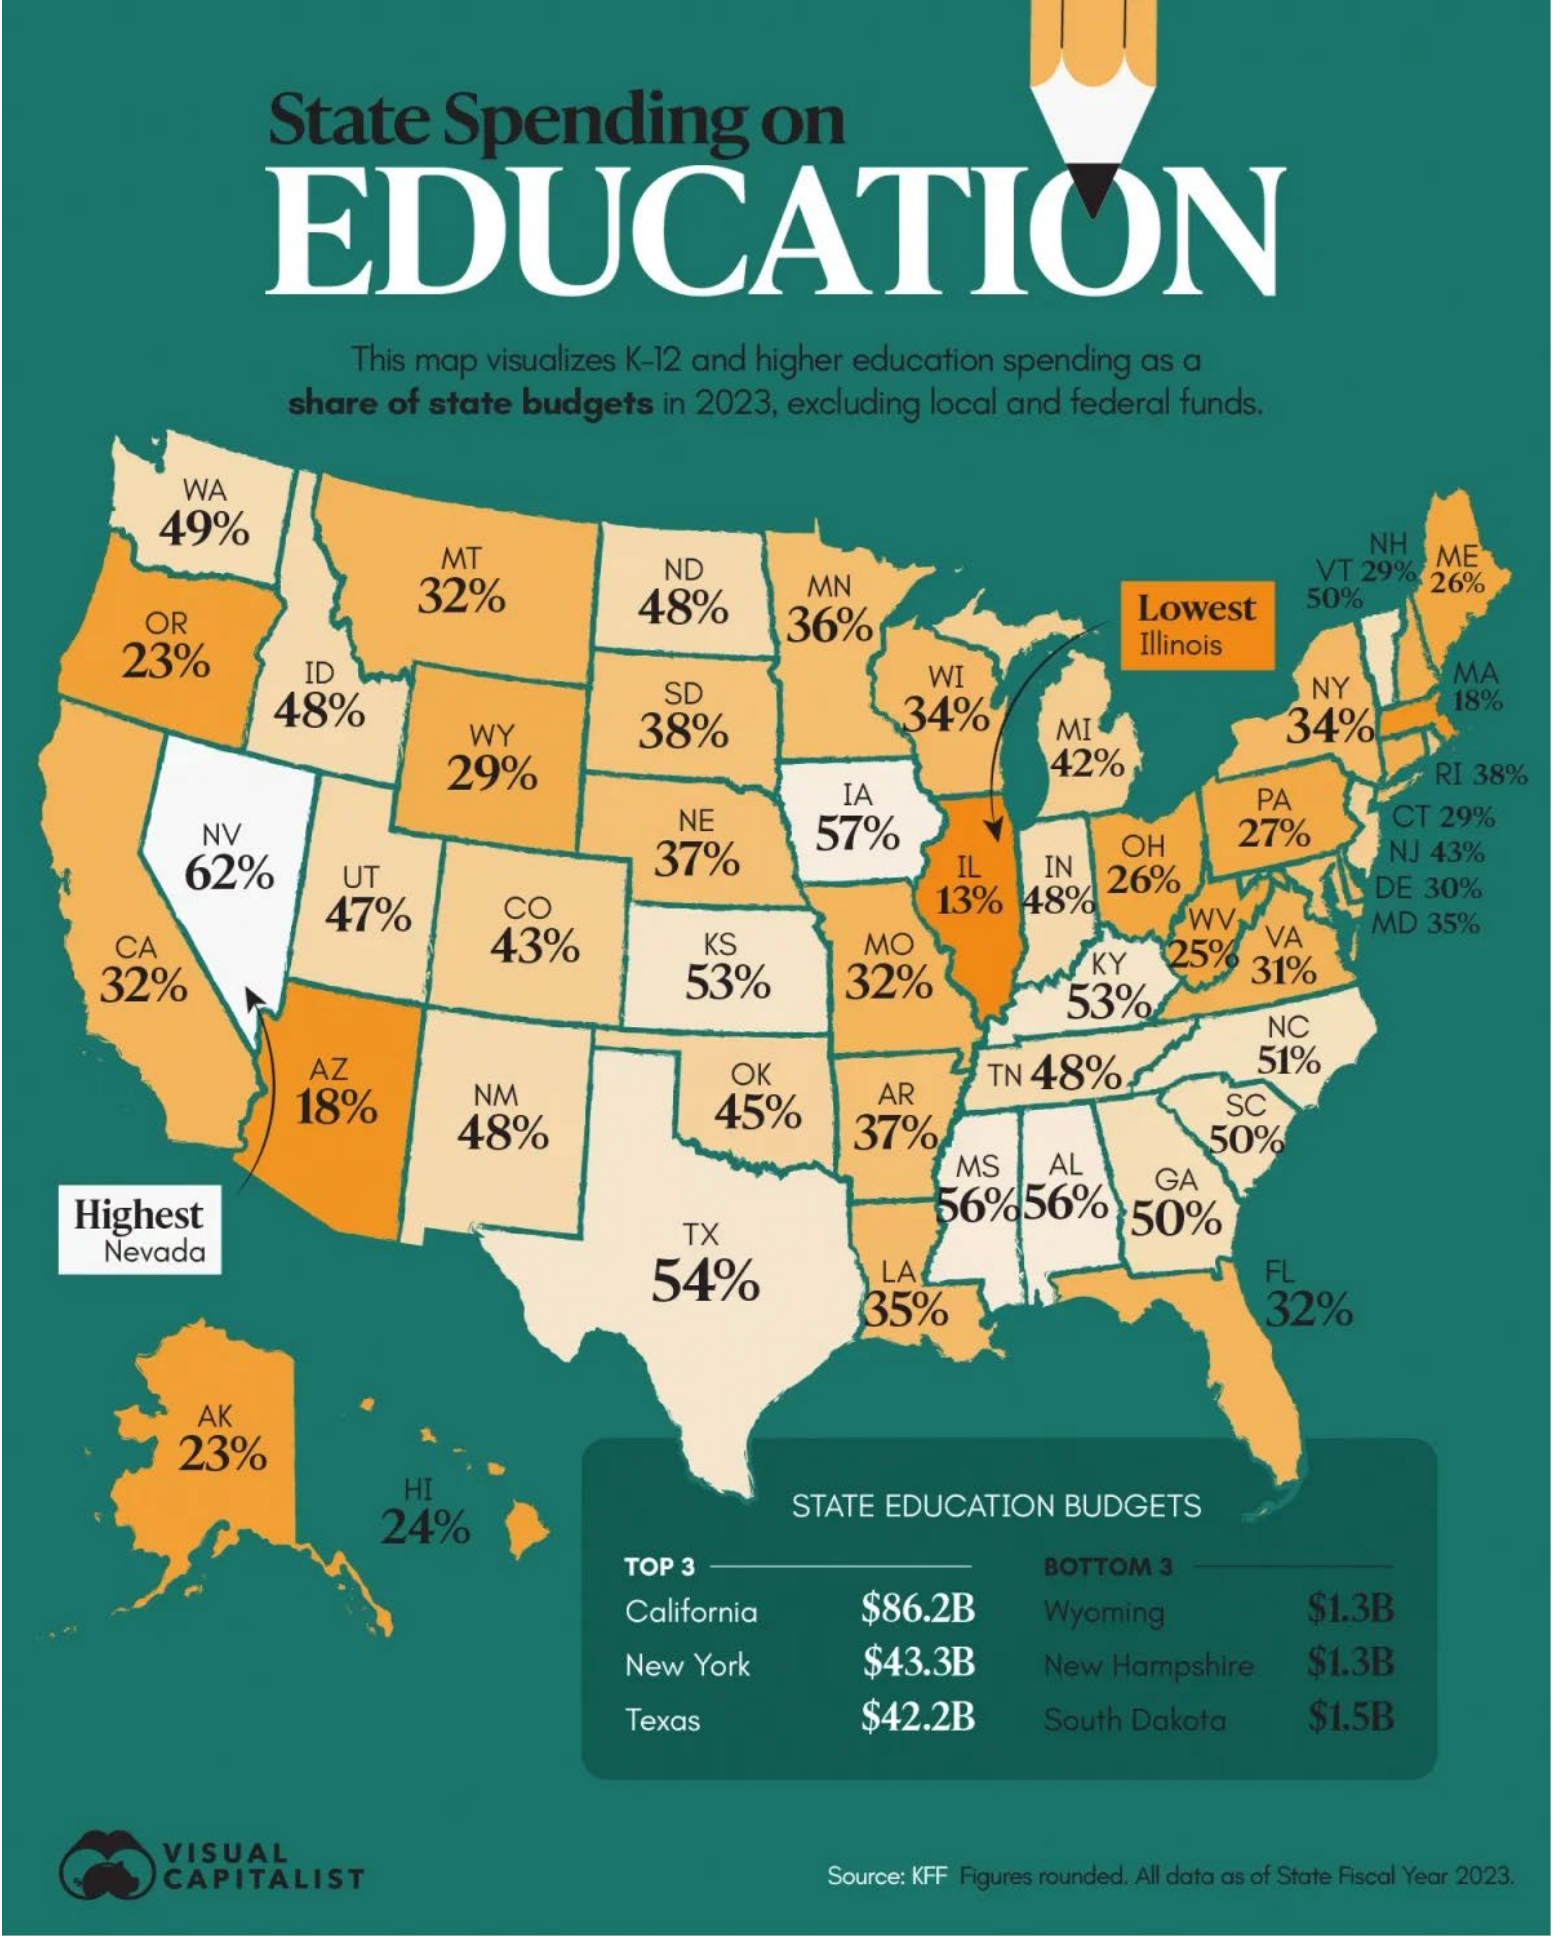 State Spending on
EDUCATION
This map visualizes K–12 and higher education spending as a
share of state budgets in 2023, excluding local and federal funds.
WA
49%
OR
23%
ID
48%
MT
32%
WY
29%
ND
48%
SD
38%
NE
37%
MN
36%
WI
34%
MI
42%
Lowest
Illinois
NH
29%
VT
50%
ME
26%
MA
18%
NY
34%
RI 38%
CT 29%
NJ 43%
DE 30%
MD 35%
PA
27%
IA
57%
IL
13%
IN
48%
OH
26%
WV
25%
VA
31%
NV
62%
UT
47%
CO
43%
CA
32%
KS
53%
MO
32%
KY
53%
NC
51%
TN 48%
SC
50%
AZ
18%
NM
48%
OK
45%
AR
37%
MS
56%
AL
56%
GA
50%
TX
54%
LA
35%
FL
32%
Highest
Nevada
AK
23%
HI
24%
STATE EDUCATION BUDGETS
TOP 3
California $86.2B
New York $43.3B
Texas $42.2B
BOTTOM 3
Wyoming $1.3B
New Hampshire $1.3B
South Dakota $1.5B
VISUAL
CAPITALIST
Source: KFF Figures rounded. All data as of State Fiscal Year 2023.